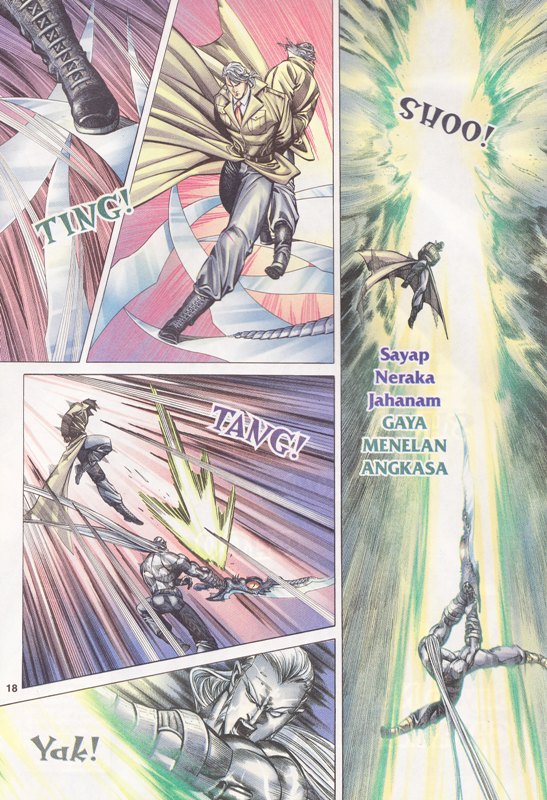 TING!
TANG!
18
Yak!
SHOO!
Sayap
Neraka
Jahanam
GAYA
MENELAN
ANGKASA